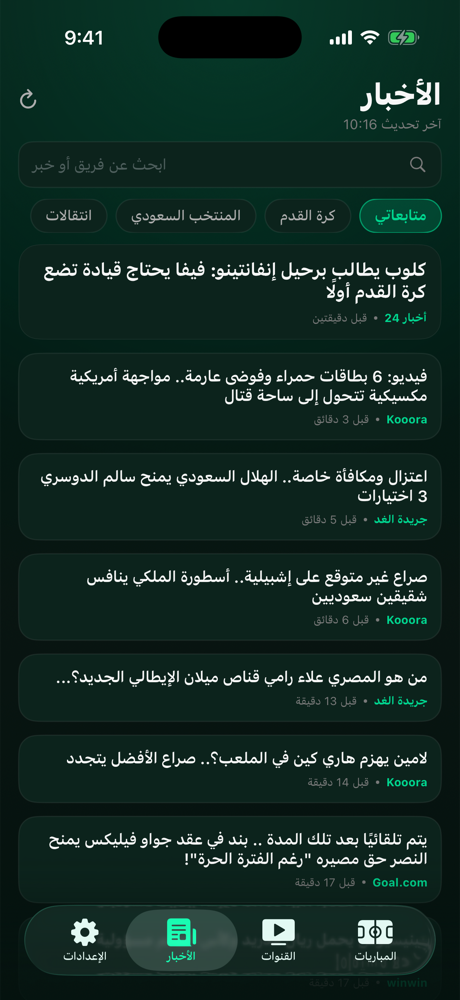 9:41
الأخبار
آخر تحديث 10:16
ابحث عن فريق أو خبر
متابعاتي
كرة القدم
المنتخب السعودي
انتقالات
كلوب يطالب برحيل إنفانتينو: فيفا يحتاج قيادة تضع
كرة القدم أولًا
أخبار 24 • قبل دقيقتين
فيديو: 6 بطاقات حمراء وفوضى عارمة.. مواجهة أمريكية
مكسيكية تتحول إلى ساحة قتال
Kooora • قبل 3 دقائق
اعتزال ومكافأة خاصة.. الهلال السعودي يمنح سالم الدوسري
3 اختيارات
جريدة الغد • قبل 5 دقائق
صراع غير متوقع على إشبيلية.. أسطورة الملكي ينافس
شقيقين سعوديين
Kooora • قبل 6 دقائق
من هو المصري علاء رامي قناص ميلان الإيطالي الجديد؟...
جريدة الغد • قبل 13 دقيقة
لامين يهزم هاري كين في الملعب؟.. صراع الأفضل يتجدد
Kooora • قبل 14 دقيقة
يتم تلقائيًا بعد تلك المدة .. بند في عقد جواو فيليكس يمنح
النصر حق مصيره "رغم الفترة الحرة"!
Goal.com • قبل 17 دقيقة
winwin • قبل 17 دقيقة
المباريات
القنوات
الأخبار
الإعدادات